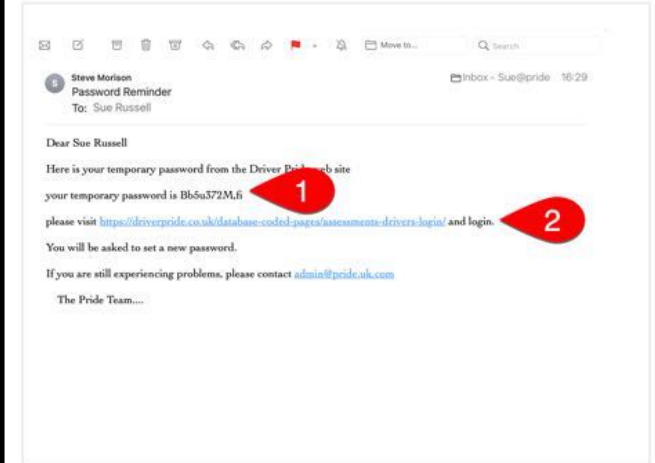 Move to...
Search
S
Steve Morison
Inbox - Sue@pride 16:29
Password Reminder
To: Sue Russell
Dear Sue Russell
Here is your temporary password from the Driver Pride web site
your temporary password is Bb5u372M,fi
1
please visit https://driverpride.co.uk/database-coded-pages/assessments-drivers-login/ and login.
2
You will be asked to set a new password.
If you are still experiencing problems, please contact admin@pride.uk.com
The Pride Team....